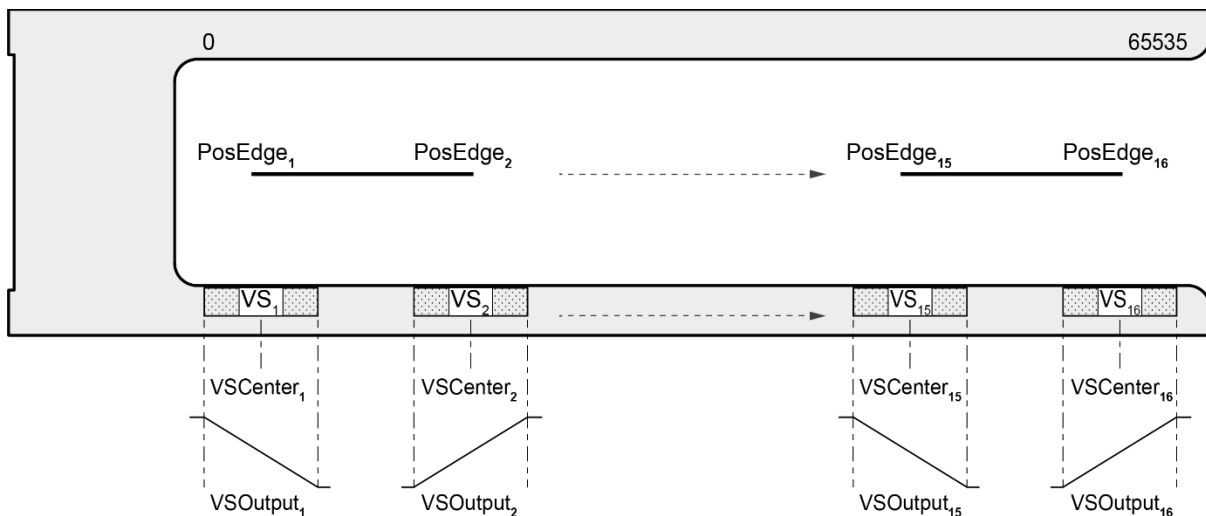 0 65535
PosEdge₁ PosEdge₂ PosEdge₁₅ PosEdge₁₆
VS₁ VS₂ VS₁₅ VS₁₆
VSCenter₁ VSCenter₂ VSCenter₁₅ VSCenter₁₆
VSOutput₁ VSOutput₂ VSOutput₁₅ VSOutput₁₆